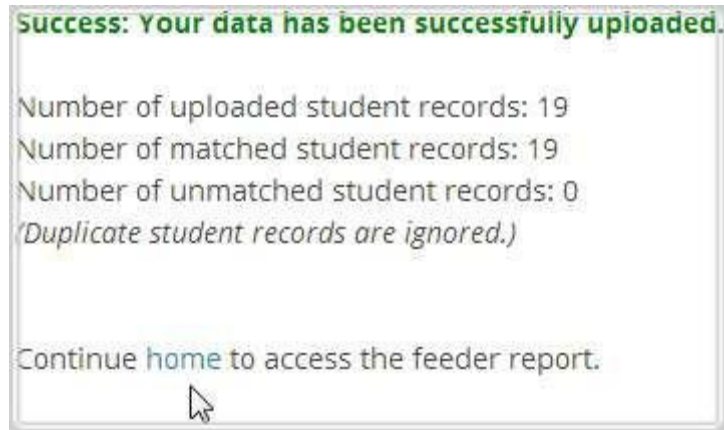 Success: Your data has been successfully uploaded.
Number of uploaded student records: 19
Number of matched student records: 19
Number of unmatched student records: 0
(Duplicate student records are ignored.)
Continue home to access the feeder report.